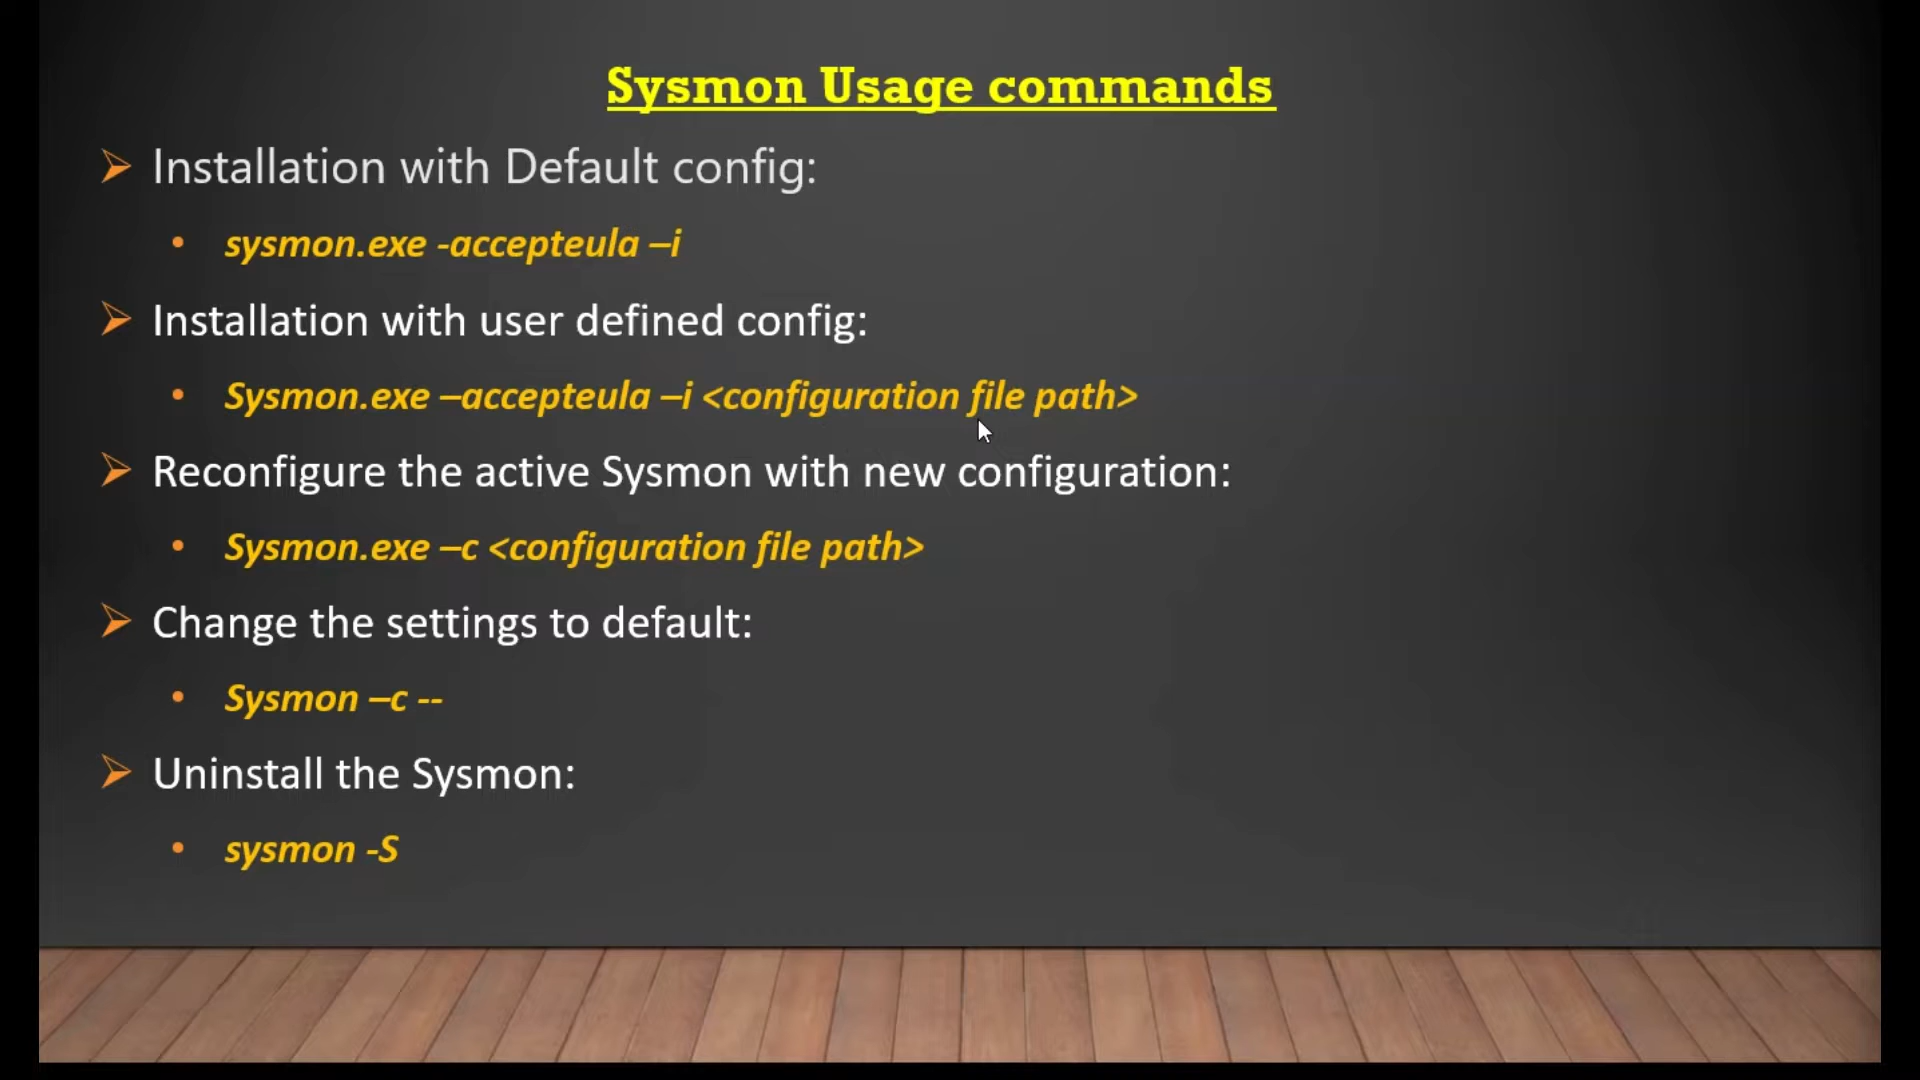 Sysmon Usage commands
Installation with Default config:
sysmon.exe -accepteula –i
Installation with user defined config:
Sysmon.exe –accepteula –i <configuration file path>
Reconfigure the active Sysmon with new configuration:
Sysmon.exe –c <configuration file path>
Change the settings to default:
Sysmon –c --
Uninstall the Sysmon:
sysmon -S